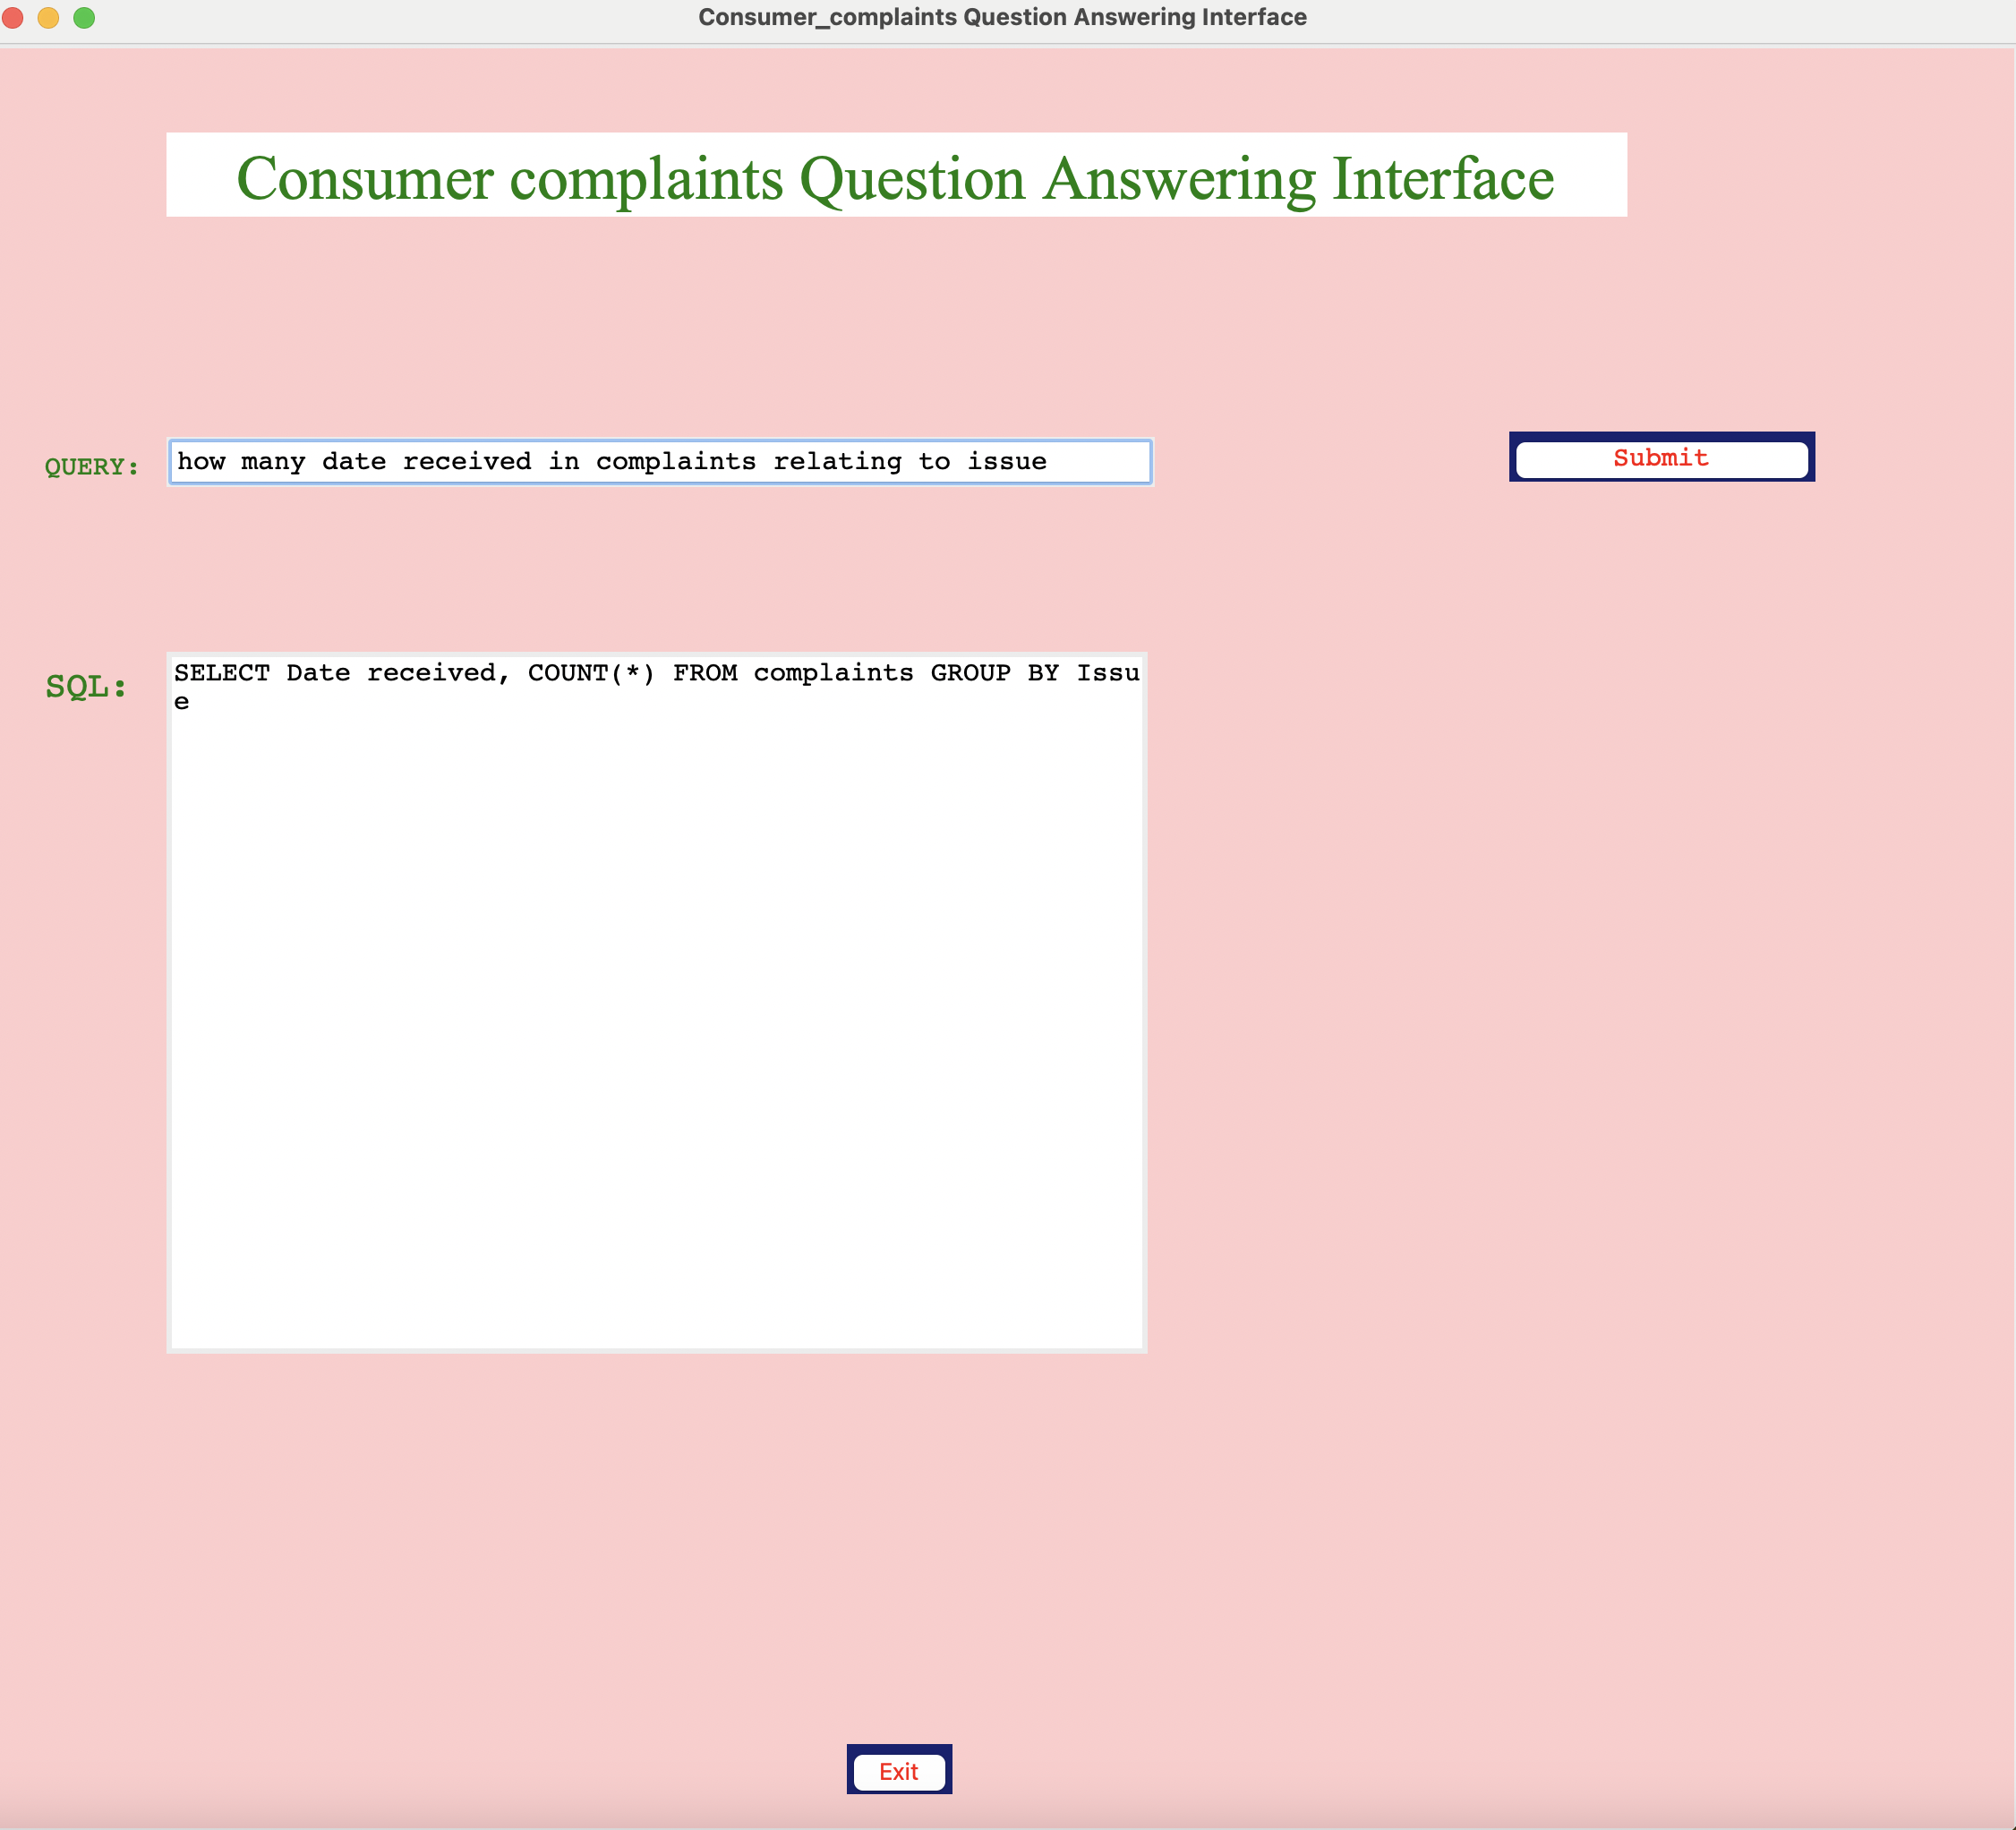 Consumer_complaints Question Answering Interface
Consumer complaints Question Answering Interface
QUERY: how many date received in complaints relating to issue Submit
SQL: SELECT Date received, COUNT(*) FROM complaints GROUP BY Issu
e
Exit